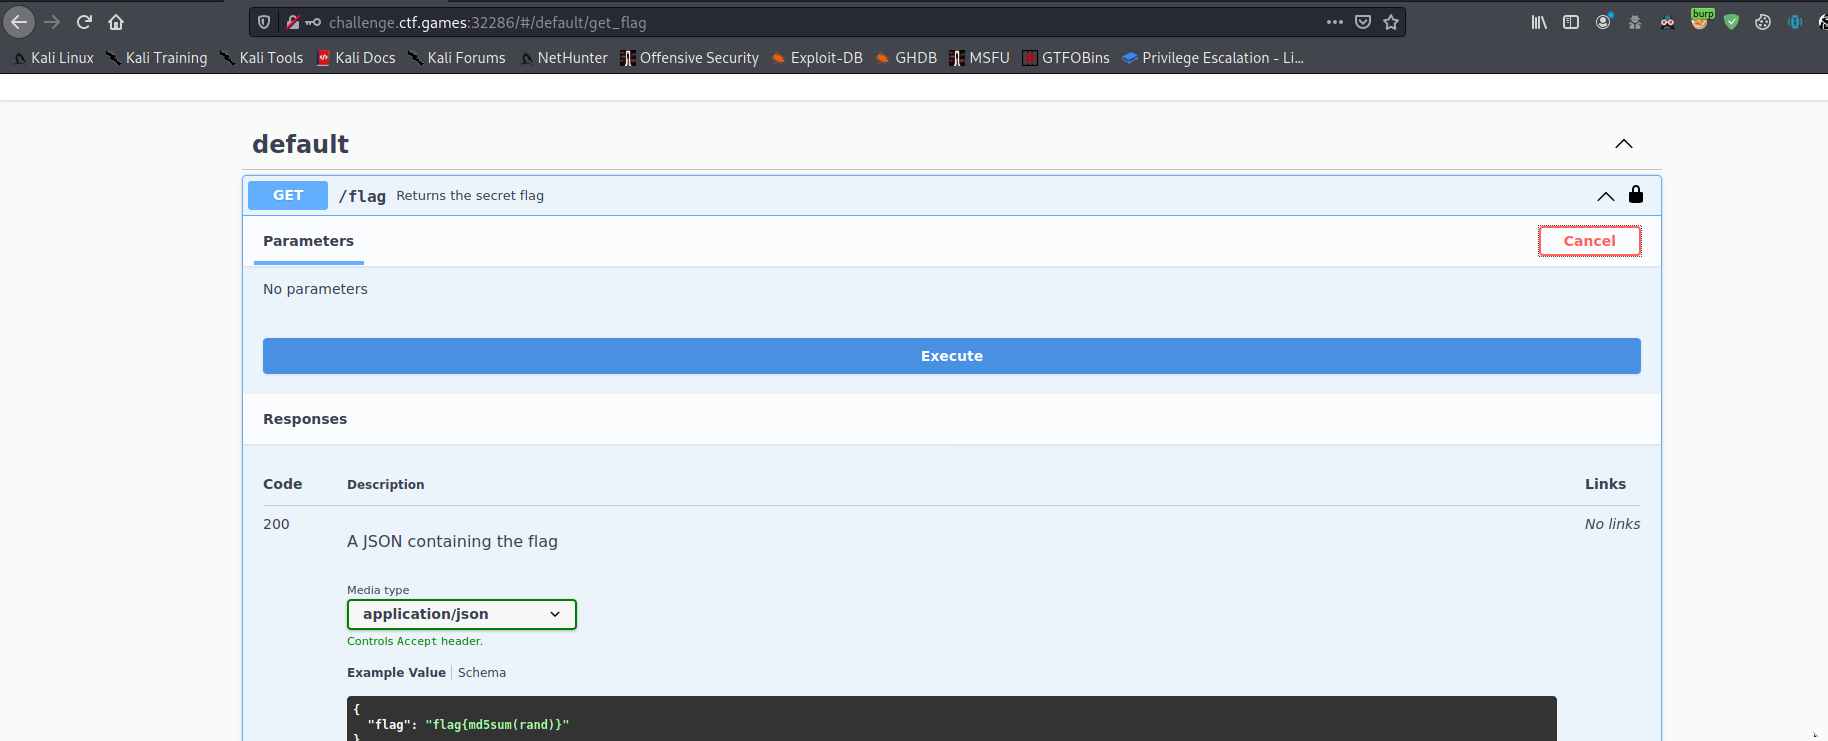 challenge.ctf.games:32286/#/default/get_flag
burp
Kali Linux Kali Training Kali Tools Kali Docs Kali Forums NetHunter Offensive Security Exploit-DB GHDB MSFU GTFOBins Privilege Escalation - Li...
default
GET /flag Returns the secret flag
Parameters Cancel
No parameters
Execute
Responses
Code Description Links
200 No links
A JSON containing the flag
Media type
application/json
Controls Accept header.
Example Value Schema
{
"flag": "flag{md5sum(rand)}"
}